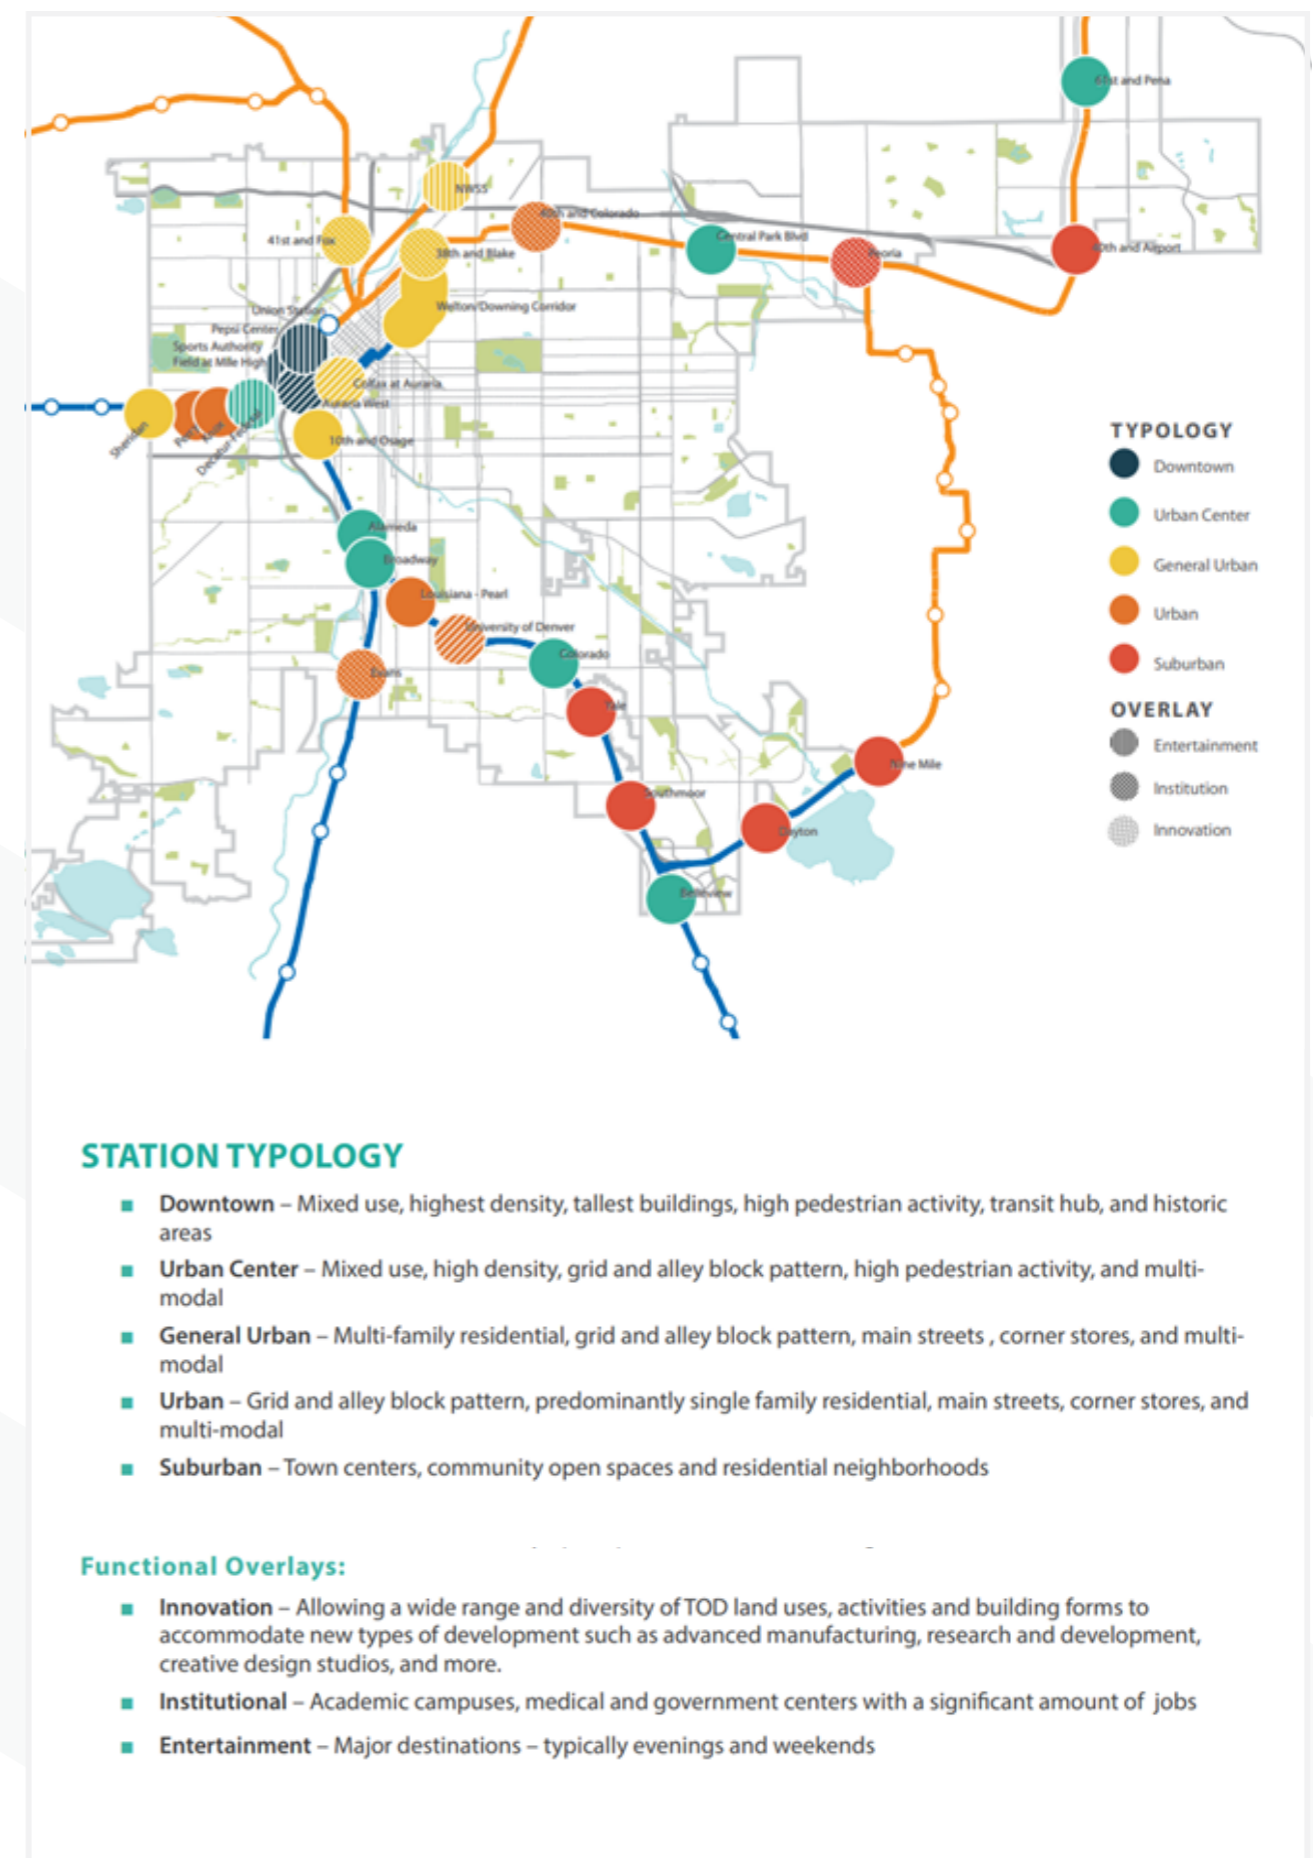 61st and Pena
NWSS
40th and Colorado
41st and Fox
38th and Blake
Central Park Blvd
Peoria
40th and Airport
Union Station
Welton/Downing Corridor
Pepsi Center
Sports Authority
Field at Mile High
Colfax at Auraria
Auraria West
Sheridan
Perry
Knox
Decatur-Federal
10th and Osage
Alameda
Broadway
Louisiana - Pearl
University of Denver
Colorado
Evans
Yale
Nine Mile
Southmoor
Dayton
Belleview
TYPOLOGY
Downtown
Urban Center
General Urban
Urban
Suburban
OVERLAY
Entertainment
Institution
Innovation
STATION TYPOLOGY
Downtown – Mixed use, highest density, tallest buildings, high pedestrian activity, transit hub, and historic
areas
Urban Center – Mixed use, high density, grid and alley block pattern, high pedestrian activity, and multi-
modal
General Urban – Multi-family residential, grid and alley block pattern, main streets , corner stores, and multi-
modal
Urban – Grid and alley block pattern, predominantly single family residential, main streets, corner stores, and
multi-modal
Suburban – Town centers, community open spaces and residential neighborhoods
Functional Overlays:
Innovation – Allowing a wide range and diversity of TOD land uses, activities and building forms to
accommodate new types of development such as advanced manufacturing, research and development,
creative design studios, and more.
Institutional – Academic campuses, medical and government centers with a significant amount of jobs
Entertainment – Major destinations – typically evenings and weekends